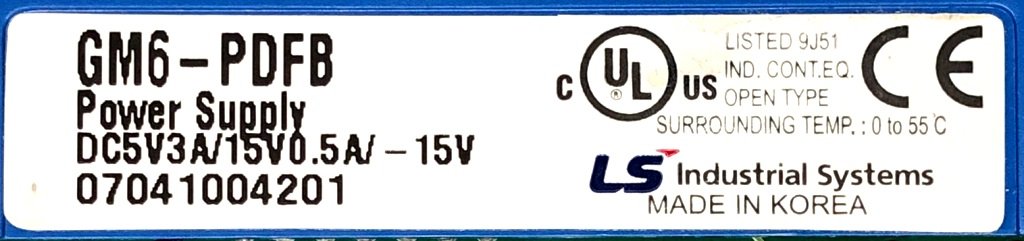 GM6-PDFB
Power Supply
DC5V3A/15V0.5A/-15V
07041004201
C UL ® US
LISTED 9J51
IND. CONT.EQ.
OPEN TYPE
SURROUNDING TEMP. : 0 to 55℃
CE
LS Industrial Systems
MADE IN KOREA